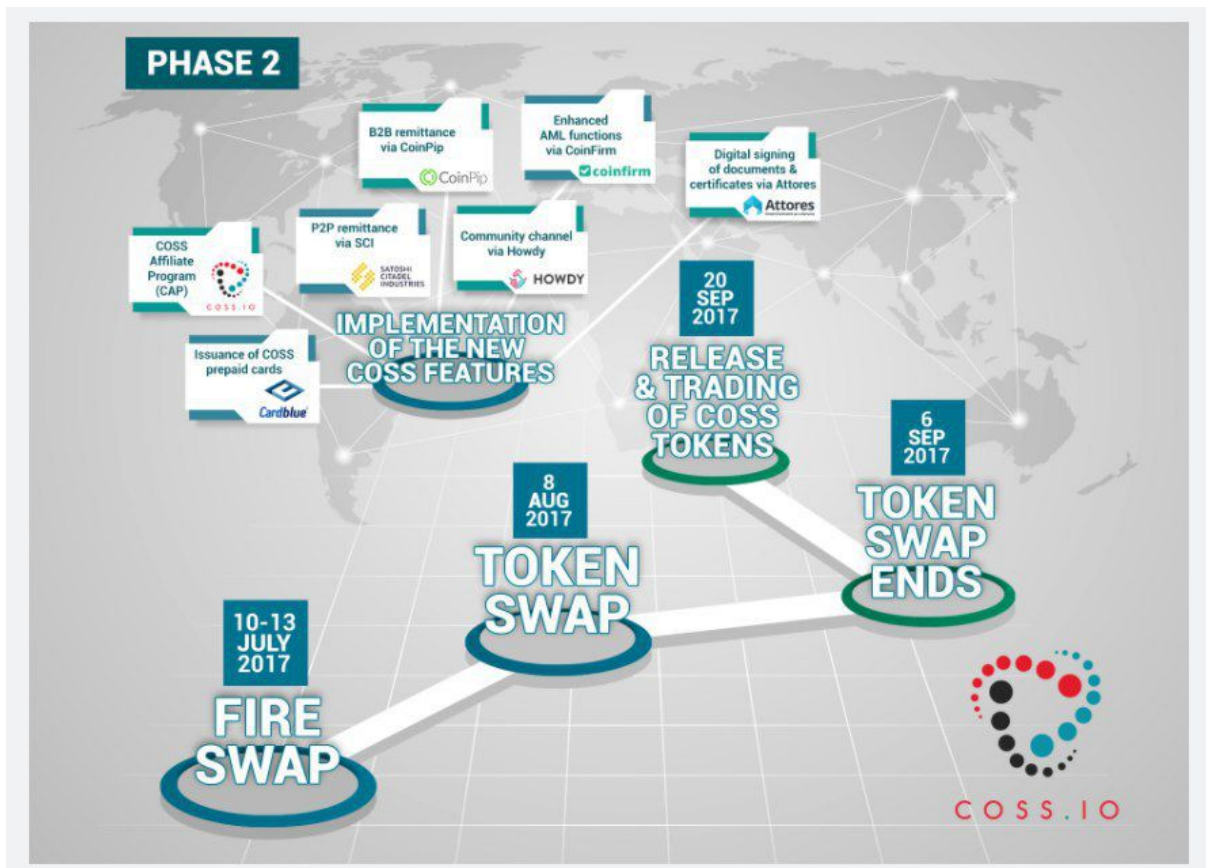 PHASE 2
B2B remittance
via CoinPip
CoinPip
Enhanced
AML functions
via CoinFirm
coinfirm
Digital signing
of documents &
certificates via Attores
Attores
COSS
Affiliate
Program
(CAP)
COSS.IO
P2P remittance
via SCI
SATOSHI
CITADEL
INDUSTRIES
Community channel
via Howdy
HOWDY
Issuance of COSS
prepaid cards
Cardblue
IMPLEMENTATION
OF THE NEW
COSS FEATURES
20
SEP
2017
RELEASE
& TRADING
OF COSS
TOKENS
6
SEP
2017
TOKEN
SWAP
ENDS
8
AUG
2017
TOKEN
SWAP
10-13
JULY
2017
FIRE
SWAP
COSS.IO